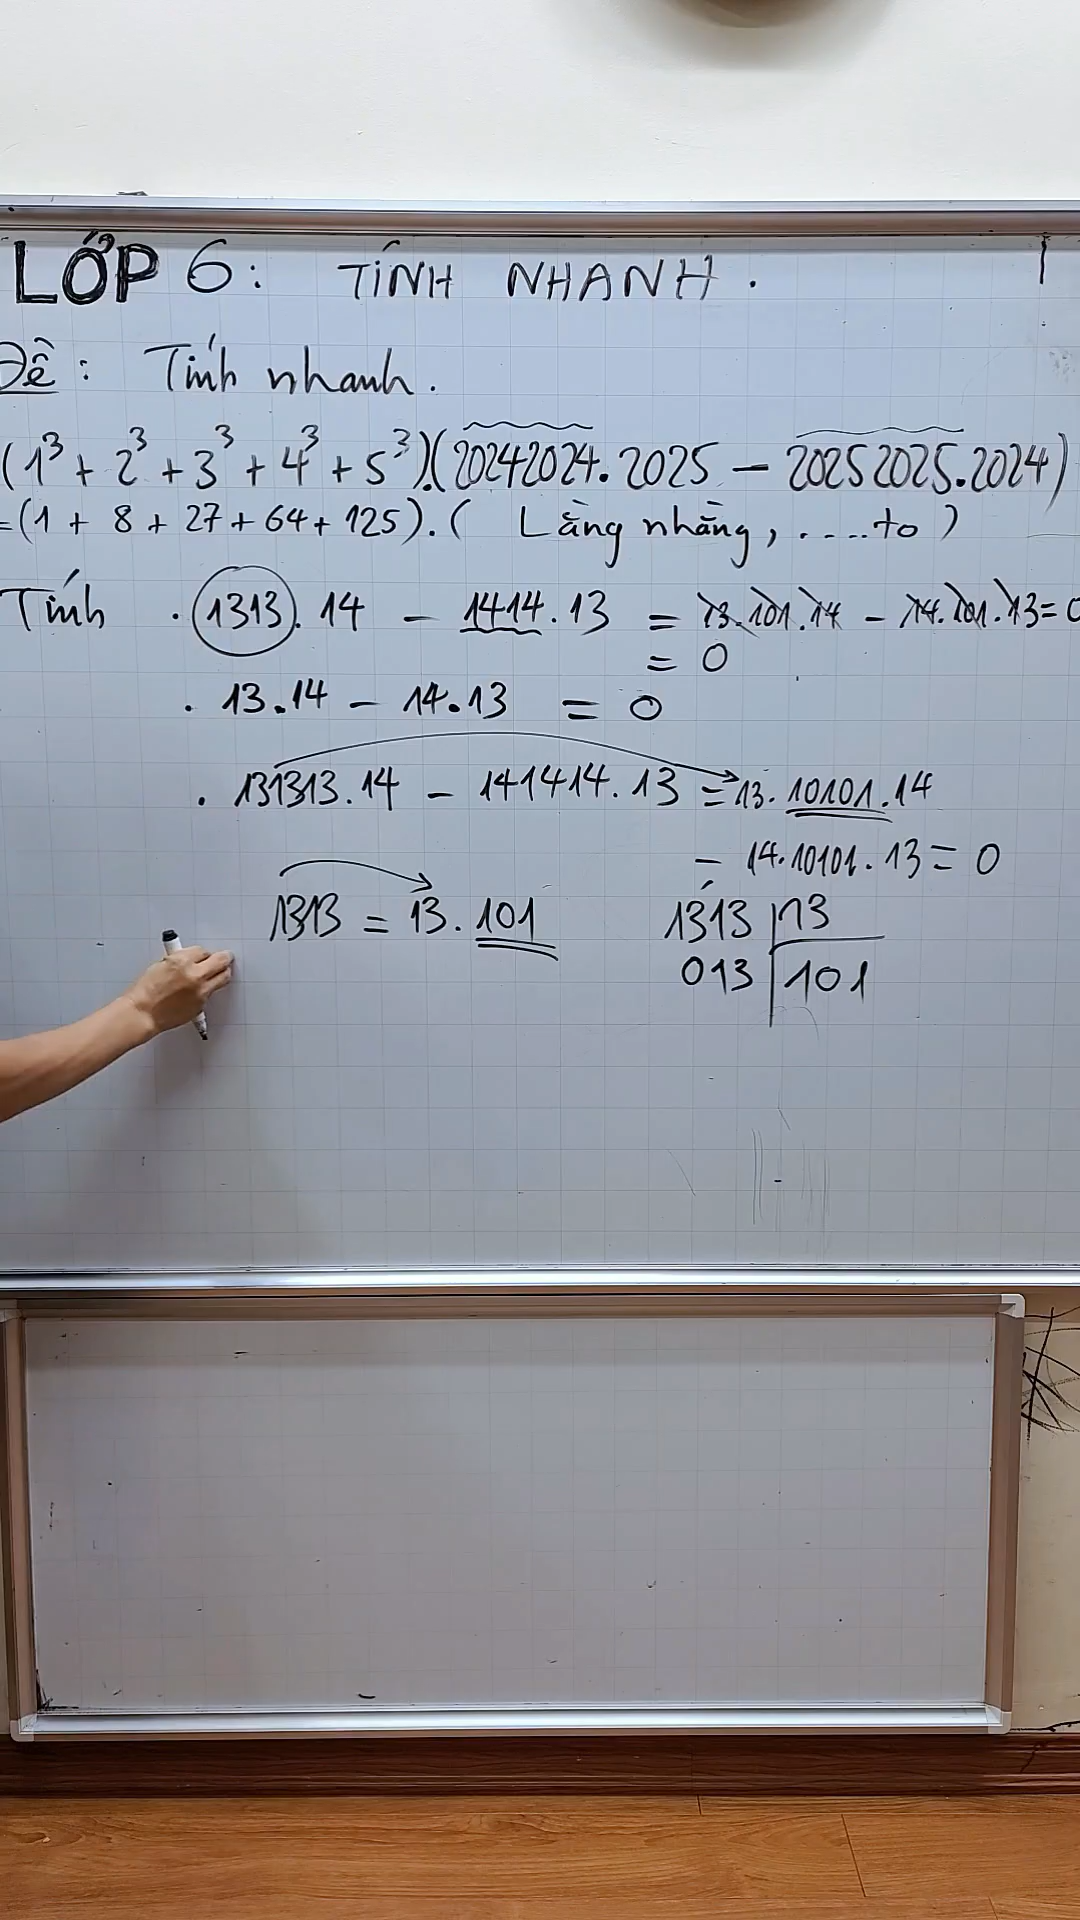 LỚP 6: TÍNH NHANH.
Đề: Tính nhanh.
(1³ + 2³ + 3³ + 4³ + 5³).(20242024.2025 - 20252025.2024)
=(1 + 8 + 27 + 64 + 125).( Lằng nhằng, ....to )
Tính . 1313.14 - 1414.13 = 13.101.14 - 14.101.13=0
= 0
. 13.14 - 14.13 = 0
. 131313.14 - 141414.13 = 13.10101.14
- 14.10101.13 = 0
1313 = 13.101
1313 13
013 101